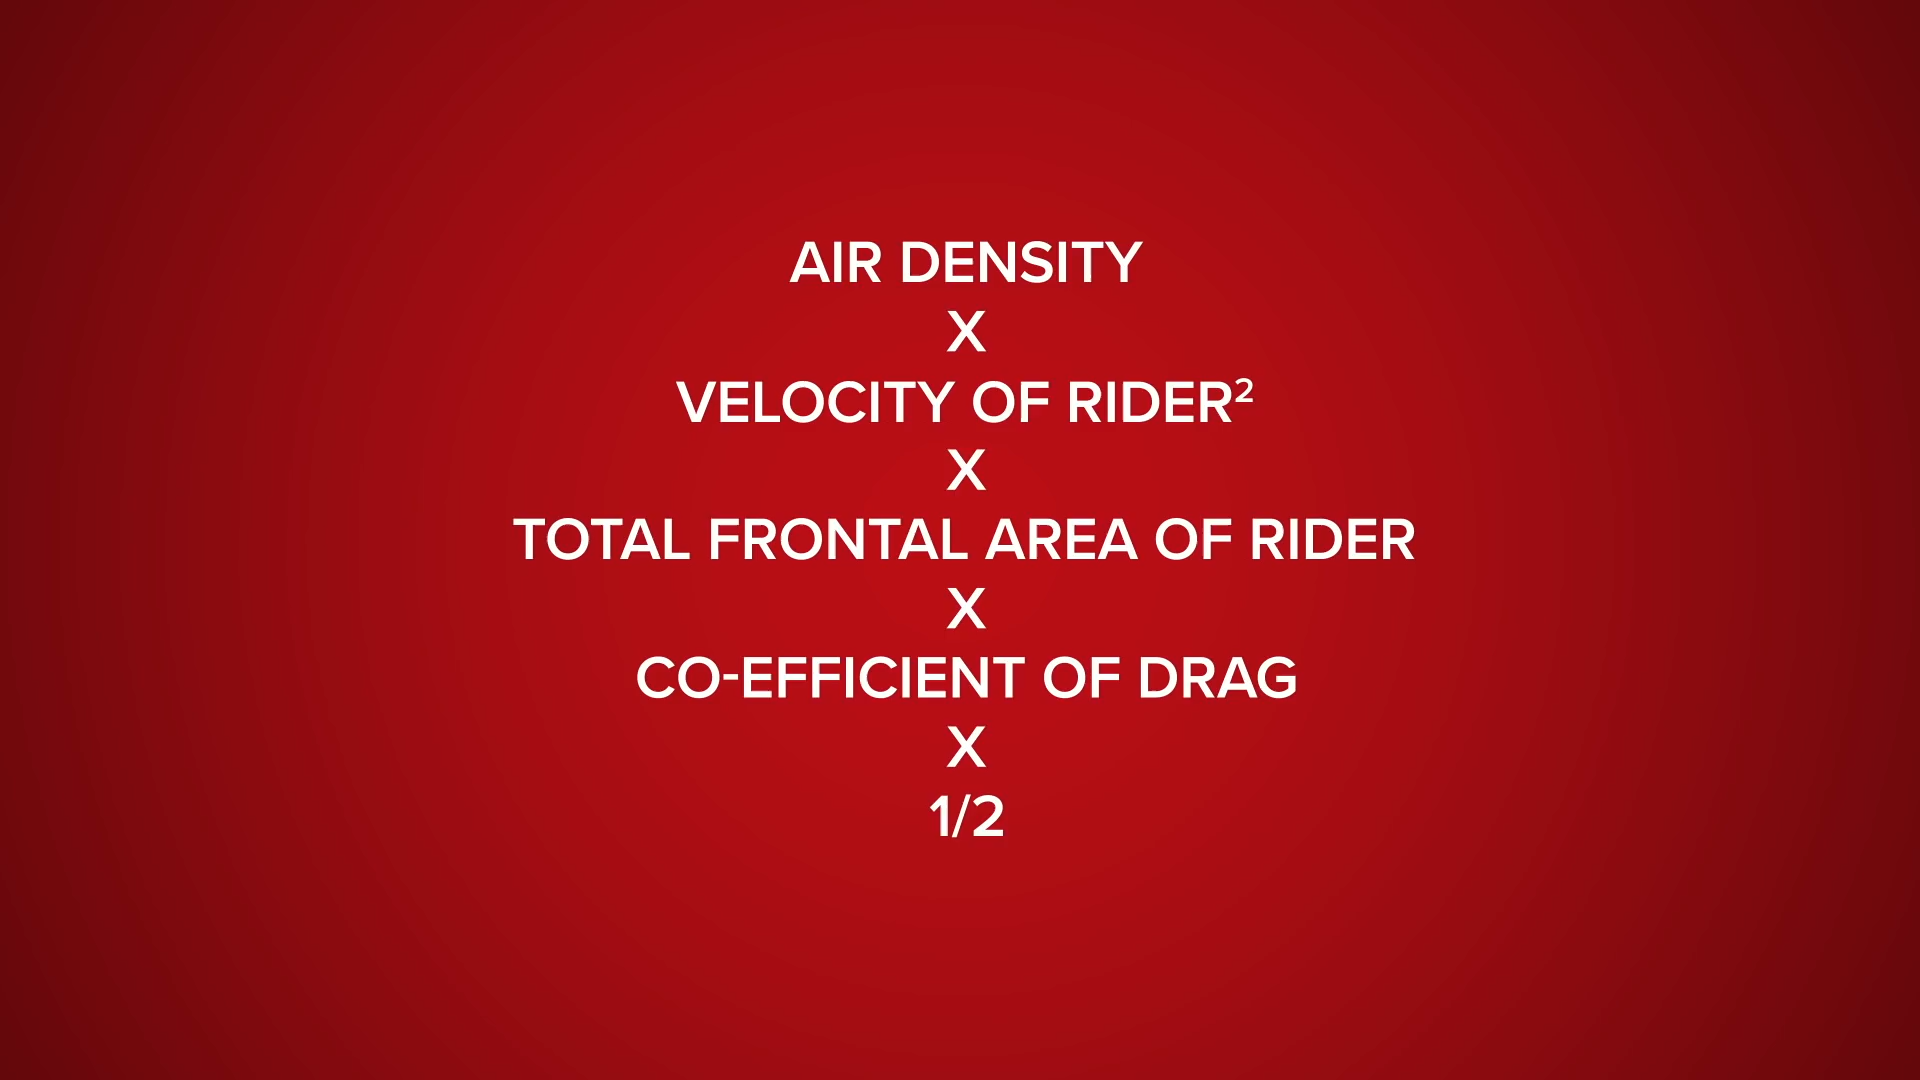 AIR DENSITY
X
VELOCITY OF RIDER²
X
TOTAL FRONTAL AREA OF RIDER
X
CO-EFFICIENT OF DRAG
X
1/2